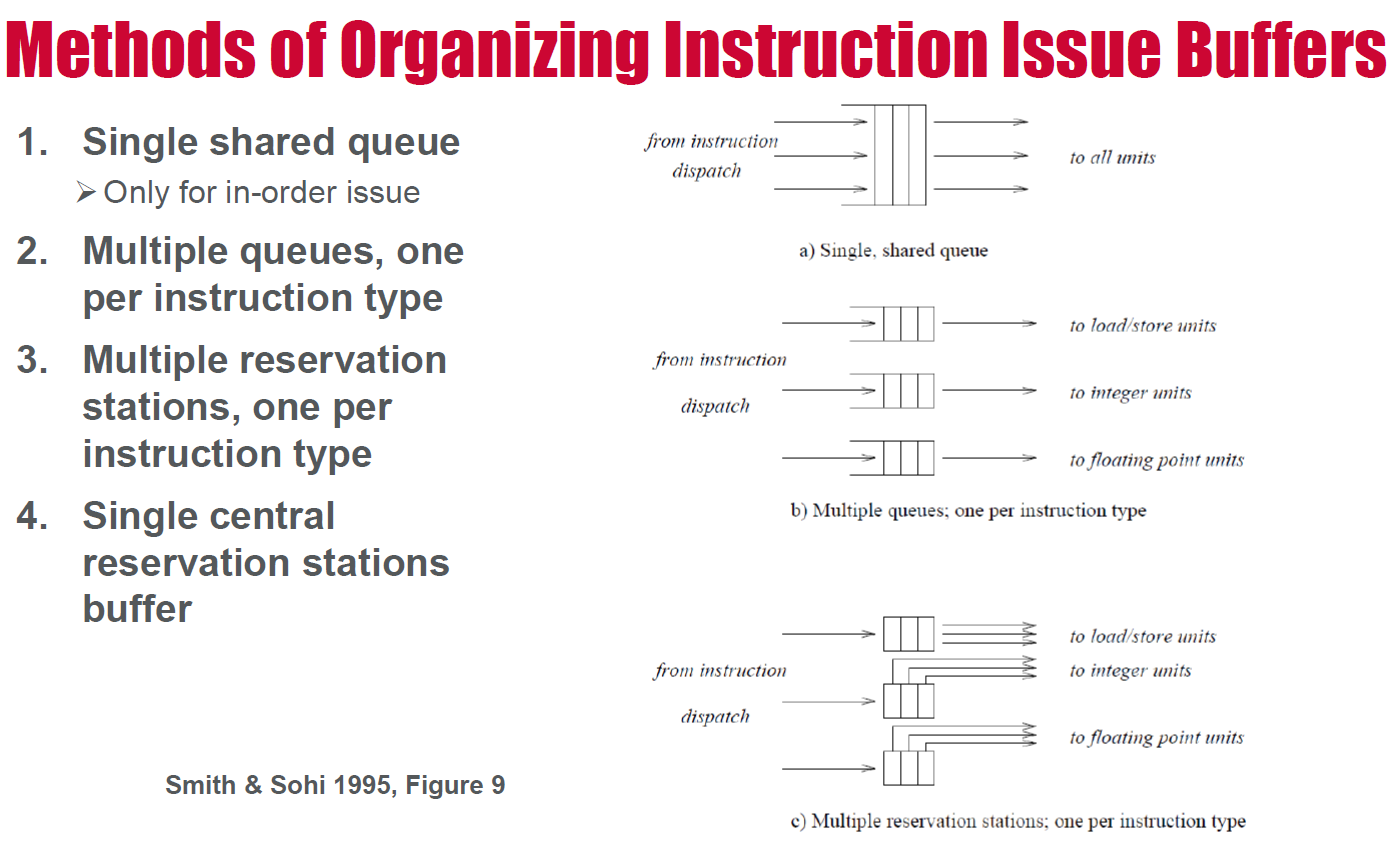 Methods of Organizing Instruction Issue Buffers
1. Single shared queue
➢ Only for in-order issue
2. Multiple queues, one
per instruction type
3. Multiple reservation
stations, one per
instruction type
4. Single central
reservation stations
buffer
Smith & Sohi 1995, Figure 9
from instruction
dispatch
to all units
a) Single, shared queue
from instruction
dispatch
to load/store units
to integer units
to floating point units
b) Multiple queues; one per instruction type
from instruction
dispatch
to load/store units
to integer units
to floating point units
c) Multiple reservation stations; one per instruction type